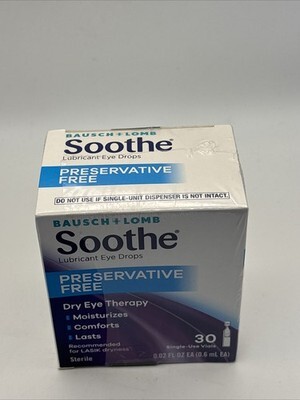 BAUSCH + LOMB
Soothe®
Lubricant Eye Drops
PRESERVATIVE
FREE
DO NOT USE IF SINGLE-UNIT DISPENSER IS NOT INTACT.
BAUSCH + LOMB
Soothe®
Lubricant Eye Drops
PRESERVATIVE
FREE
Dry Eye Therapy
Moisturizes
Comforts
Lasts
Recommended
for LASIK dryness
Sterile
30
Single-Use Vials
0.02 FL OZ EA (0.6 mL EA)